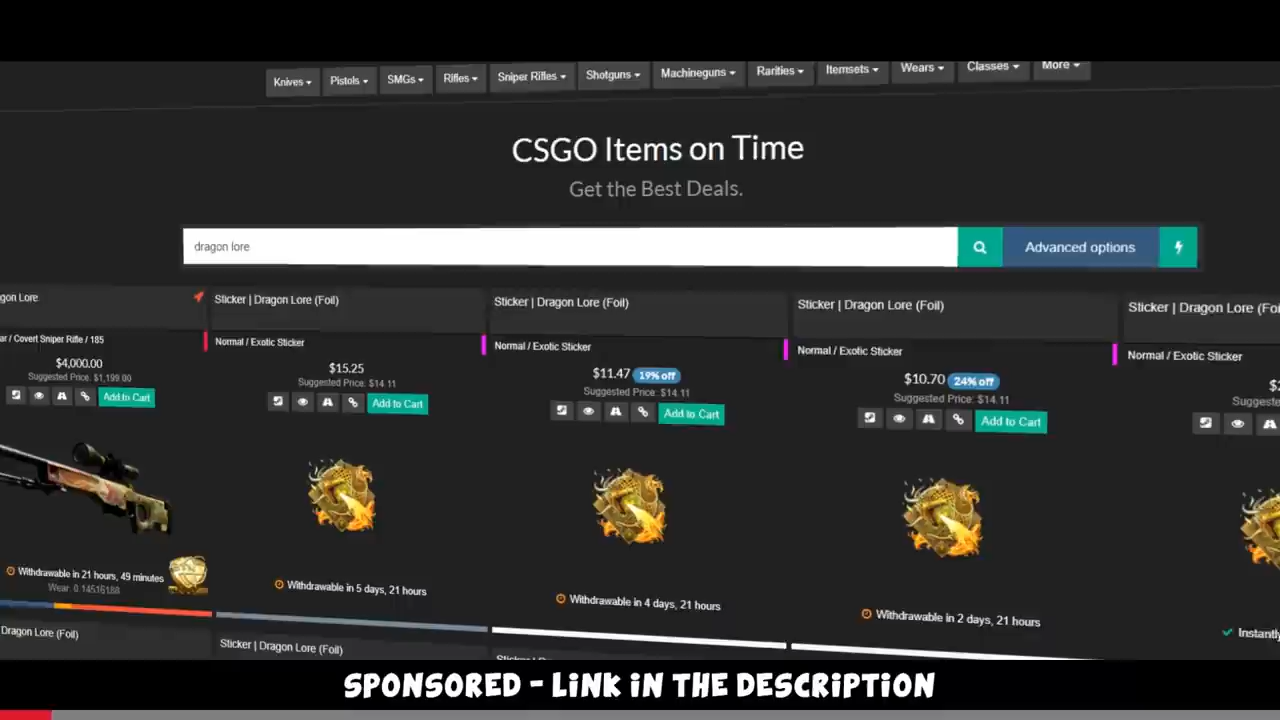 Knives Pistols SMGs Rifles Sniper Rifles Shotguns Machineguns Rarities Itemsets Wears Classes More
CSGO Items on Time
Get the Best Deals.
dragon lore
Advanced options
gon Lore
ar / Covert Sniper Rifle / 185
$4,000.00
Suggested Price: $1,199.00
Add to Cart
Withdrawable in 21 hours, 49 minutes
Wear: 0.14516188
Sticker | Dragon Lore (Foil)
Normal / Exotic Sticker
$15.25
Suggested Price: $14.11
Add to Cart
Withdrawable in 5 days, 21 hours
Sticker | Dragon Lore (Foil)
Normal / Exotic Sticker
$11.47 19% off
Suggested Price: $14.11
Add to Cart
Withdrawable in 4 days, 21 hours
Sticker | Dragon Lore (Foil)
Normal / Exotic Sticker
$10.70 24% off
Suggested Price: $14.11
Add to Cart
Withdrawable in 2 days, 21 hours
Sticker | Dragon Lore (Foi
Normal / Exotic Sticker
Suggeste
Instantly
Dragon Lore (Foil)
Sticker | Dragon Lore (Foil)
SPONSORED - LINK IN THE DESCRIPTION